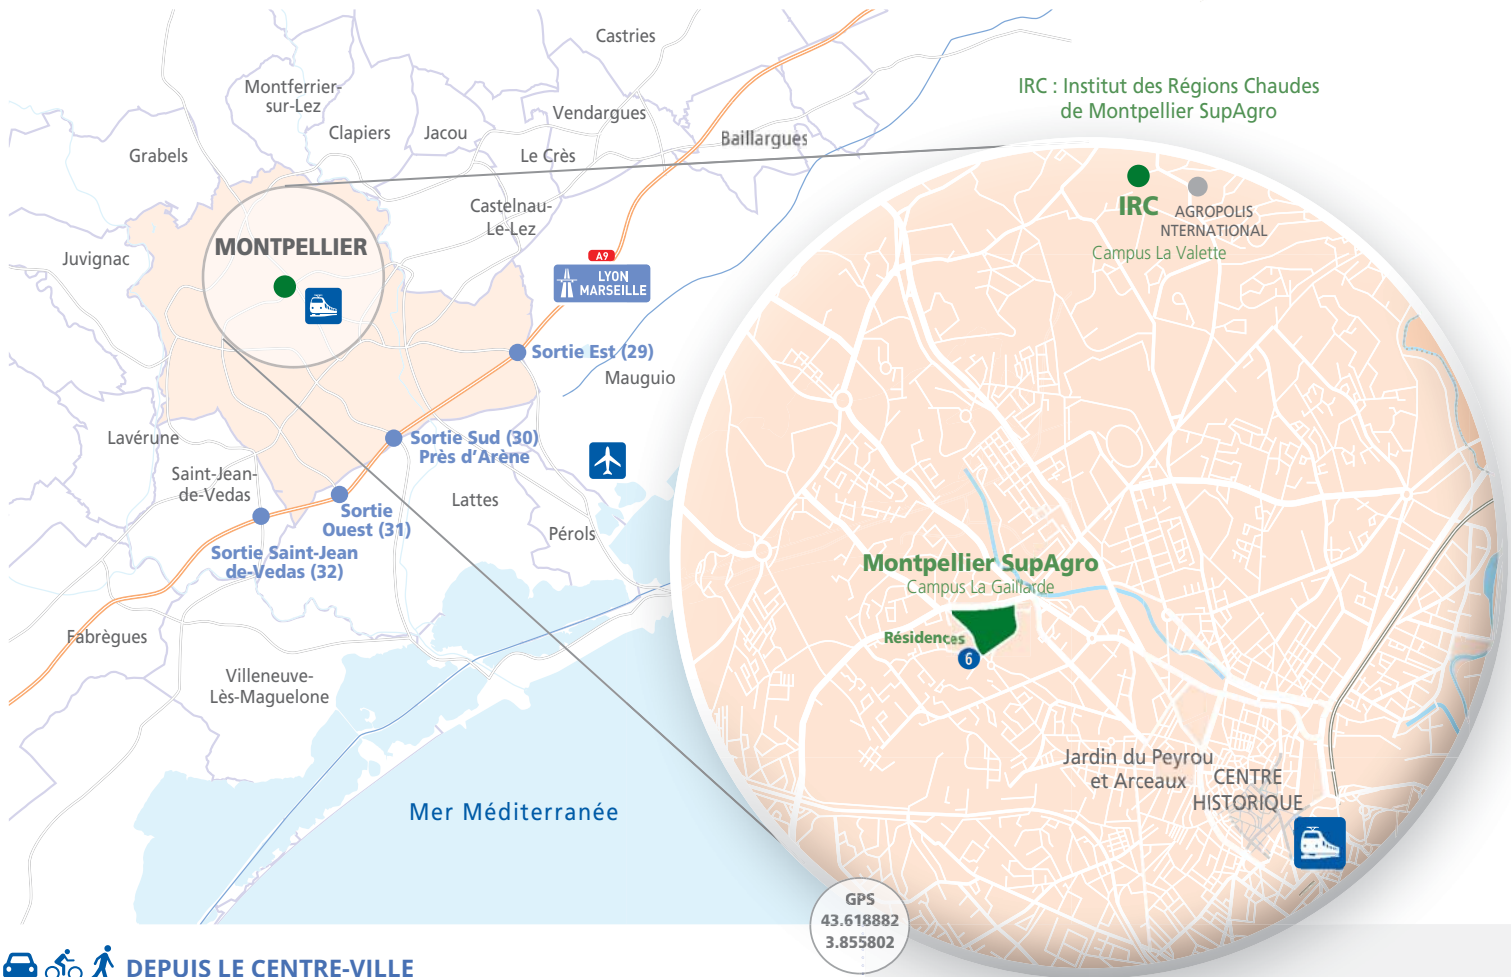 Castries
Montferrier-
sur-Lez
IRC : Institut des Régions Chaudes
de Montpellier SupAgro
Vendargues
Clapiers
Jacou
Baillargues
Grabels
Le Crès
IRC
AGROPOLIS
NTERNATIONAL
Campus La Valette
Castelnau-
Le-Lez
MONTPELLIER
Juvignac
A9
LYON
MARSEILLE
Sortie Est (29)
Mauguio
Lavérune
Sortie Sud (30)
Près d’Arène
Saint-Jean-
de-Vedas
Lattes
Sortie
Ouest (31)
Pérols
Sortie Saint-Jean
de-Vedas (32)
Montpellier SupAgro
Campus La Gaillarde
Résidences
6
Fabrègues
Villeneuve-
Lès-Maguelone
Jardin du Peyrou
et Arceaux
CENTRE
HISTORIQUE
Mer Méditerranée
GPS
43.618882
3.855802
DEPUIS LE CENTRE-VILLE